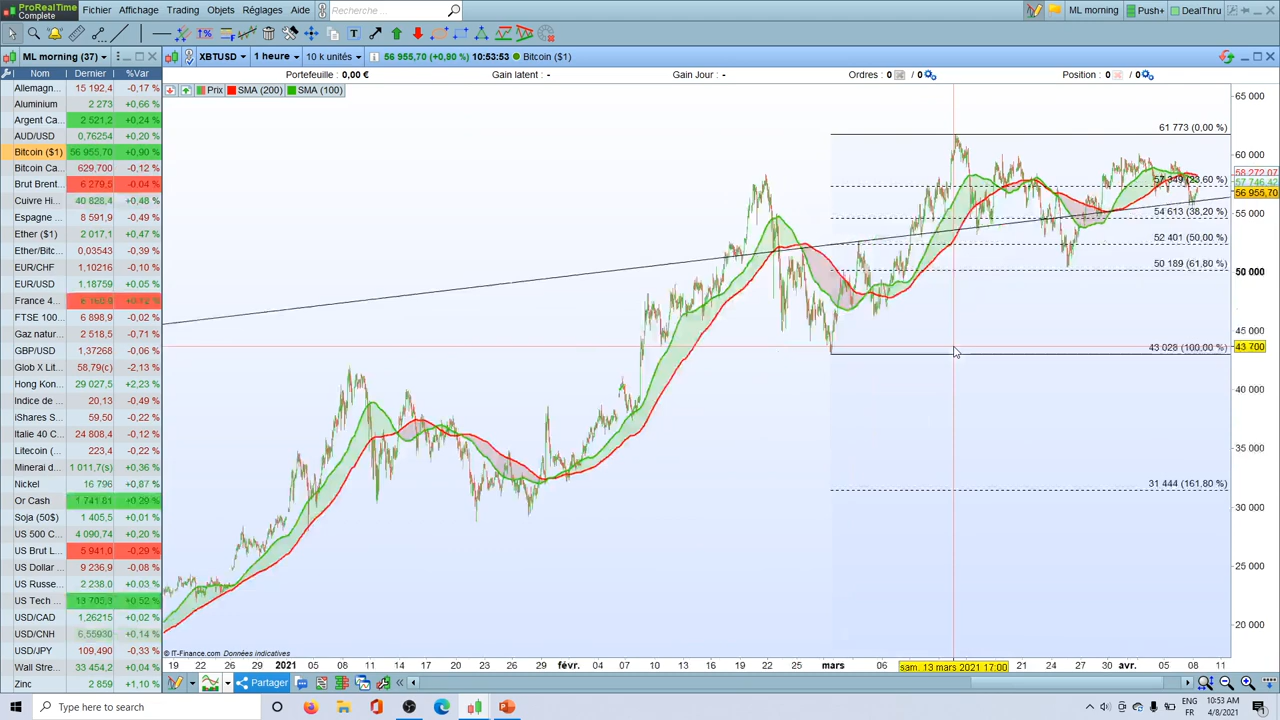 ProRealTime
Complete
Fichier Affichage Trading Objets Réglages Aide Recherche ... ML morning Push+ DealThru
ML morning (37) XBTUSD 1 heure 10 k unités 56 955,70 (+0,90 %) 10:53:53 Bitcoin ($1)
Nom Dernier %Var Portefeuille : 0,00 € Gain latent : - Gain Jour : - Ordres : 0 / 0 Position : 0 / 0
Prix SMA (200) SMA (100)
Allemagn... 15 192,4 -0,17 %
Aluminium 2 273 +0,66 %
Argent Ca... 2 521,2 +0,24 %
AUD/USD 0,76254 +0,20 %
Bitcoin ($1) 56 955,70 +0,90 %
Bitcoin Ca... 629,700 -0,12 %
Brut Brent... 6 279,5 -0,04 %
Cuivre Hi... 40 828,4 +0,48 %
Espagne ... 8 591,9 -0,49 %
Ether ($1) 2 017,1 +0,47 %
Ether/Bitc... 0,03543 -0,39 %
EUR/CHF 1,10216 -0,10 %
EUR/USD 1,18759 +0,05 %
France 4...
FTSE 100... 6 898,9 -0,02 %
Gaz natur... 2 518,5 -0,71 %
GBP/USD 1,37268 -0,06 %
Glob X Lit... 58,79(c) -2,13 %
Hong Kon... 29 027,5 +2,23 %
Indice de ... 20,13 -0,49 %
iShares S... 59,50 -0,22 %
Italie 40 C... 24 808,4 -0,12 %
Litecoin (... 223,4 -0,22 %
Minerai d... 1 011,7(s) +0,36 %
Nickel 16 796 +0,87 %
Or Cash 1 741,81 +0,29 %
Soja (50$) 1 405,5 +0,01 %
US 500 C... 4 090,74 +0,20 %
US Brut L... 5 941,0 -0,29 %
US Dollar ... 9 236,9 -0,08 %
US Russe... 2 238,0 +0,03 %
US Tech ... 13 705,3 +0,52 %
USD/CAD 1,26215 +0,02 %
USD/CNH 6,55930 +0,14 %
USD/JPY 109,490 -0,33 %
Wall Stre... 33 454,2 +0,04 %
Zinc 2 859 +1,10 %
65 000
61 773 (0,00 %)
60 000
58 272,07
57 349 (23,60 %) 57 746,42
56 955,70
54 613 (38,20 %) 55 000
52 401 (50,00 %)
50 189 (61,80 %) 50 000
45 000
43 028 (100,00 %) 43 700
40 000
35 000
31 444 (161,80 %)
30 000
25 000
20 000
© IT-Finance.com Données indicatives
19 22 26 29 2021 05 08 11 14 17 20 23 26 29 févr. 04 07 10 13 16 19 22 25 mars 06 sam. 13 mars 2021 17:00 21 24 27 avr. 05 08 11
Partager
Type here to search
ENG 10:53 AM
FR 4/8/2021